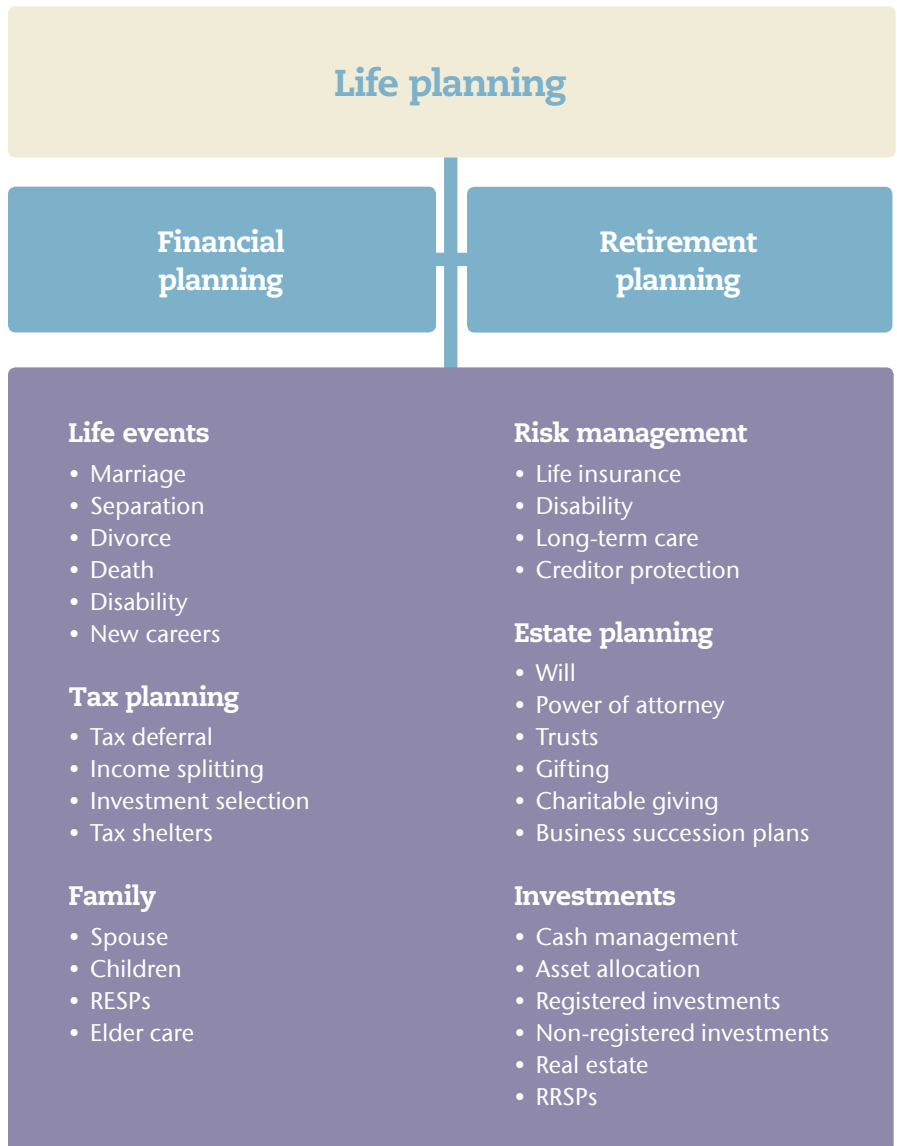 Life planning
Financial
planning
Retirement
planning
Life events
• Marriage
• Separation
• Divorce
• Death
• Disability
• New careers
Tax planning
• Tax deferral
• Income splitting
• Investment selection
• Tax shelters
Family
• Spouse
• Children
• RESPs
• Elder care
Risk management
• Life insurance
• Disability
• Long-term care
• Creditor protection
Estate planning
• Will
• Power of attorney
• Trusts
• Gifting
• Charitable giving
• Business succession plans
Investments
• Cash management
• Asset allocation
• Registered investments
• Non-registered investments
• Real estate
• RRSPs